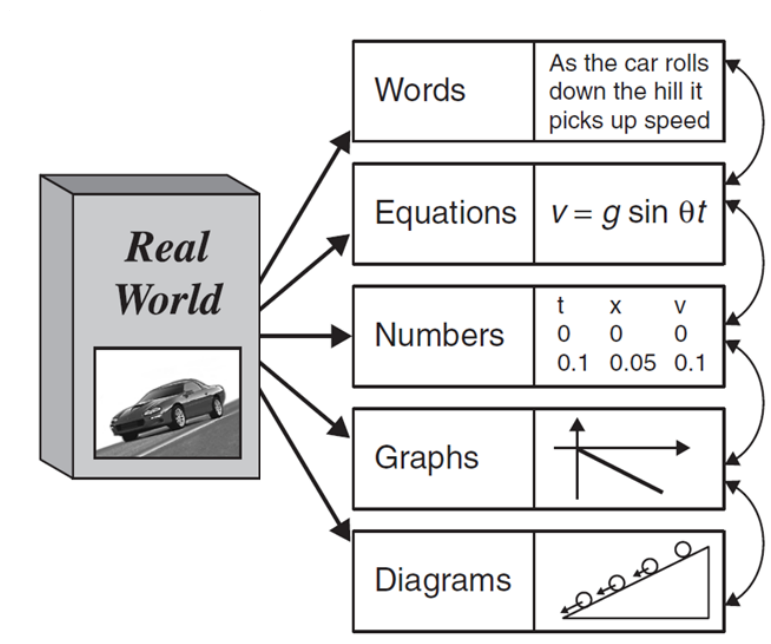 Real
World
Words
As the car rolls
down the hill it
picks up speed
Equations
v = g sin θt
Numbers
t x v
0 0 0
0.1 0.05 0.1
Graphs
Diagrams